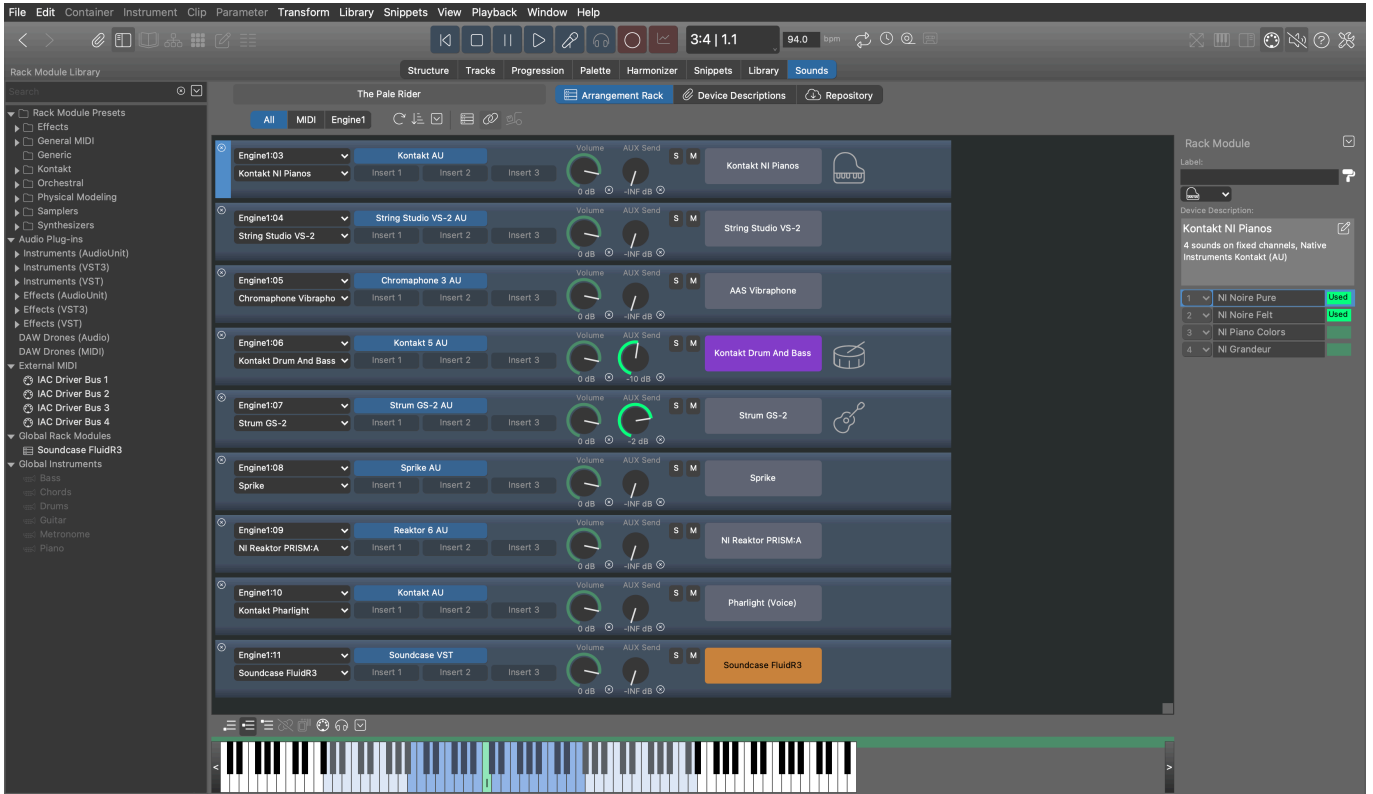 File Edit Container Instrument Clip Parameter Transform Library Snippets View Playback Window Help
3:4 | 1.1
94.0 bpm
Rack Module Library
Structure Tracks Progression Palette Harmonizer Snippets Library Sounds
Search
The Pale Rider
Arrangement Rack Device Descriptions Repository
All MIDI Engine1
Rack Module Presets
Effects
General MIDI
Generic
Kontakt
Orchestral
Physical Modeling
Samplers
Synthesizers
Audio Plug-ins
Instruments (AudioUnit)
Instruments (VST3)
Instruments (VST)
Effects (AudioUnit)
Effects (VST3)
Effects (VST)
DAW Drones (Audio)
DAW Drones (MIDI)
External MIDI
IAC Driver Bus 1
IAC Driver Bus 2
IAC Driver Bus 3
IAC Driver Bus 4
Global Rack Modules
Soundcase FluidR3
Global Instruments
Bass
Chords
Drums
Guitar
Metronome
Piano
Volume AUX Send
Engine1:03 Kontakt AU S M
Kontakt NI Pianos Insert 1 Insert 2 Insert 3 Kontakt NI Pianos
0 dB -INF dB
Volume AUX Send
Engine1:04 String Studio VS-2 AU S M
String Studio VS-2 Insert 1 Insert 2 Insert 3 String Studio VS-2
0 dB -INF dB
Volume AUX Send
Engine1:05 Chromaphone 3 AU S M
Chromaphone Vibrapho Insert 1 Insert 2 Insert 3 AAS Vibraphone
0 dB -INF dB
Volume AUX Send
Engine1:06 Kontakt 5 AU S M
Kontakt Drum And Bass Insert 1 Insert 2 Insert 3 Kontakt Drum And Bass
0 dB -10 dB
Volume AUX Send
Engine1:07 Strum GS-2 AU S M
Strum GS-2 Insert 1 Insert 2 Insert 3 Strum GS-2
0 dB -2 dB
Volume AUX Send
Engine1:08 Sprike AU S M
Sprike Insert 1 Insert 2 Insert 3 Sprike
0 dB -INF dB
Volume AUX Send
Engine1:09 Reaktor 6 AU S M
NI Reaktor PRISM:A Insert 1 Insert 2 Insert 3 NI Reaktor PRISM:A
0 dB -INF dB
Volume AUX Send
Engine1:10 Kontakt AU S M
Kontakt Pharlight Insert 1 Insert 2 Insert 3 Pharlight (Voice)
0 dB -INF dB
Volume AUX Send
Engine1:11 Soundcase VST S M
Soundcase FluidR3 Insert 1 Insert 2 Insert 3 Soundcase FluidR3
0 dB -INF dB
Rack Module
Label:
Device Description:
Kontakt NI Pianos
4 sounds on fixed channels, Native
Instruments Kontakt (AU)
1 NI Noire Pure Used
2 NI Noire Felt Used
3 NI Piano Colors
4 NI Grandeur